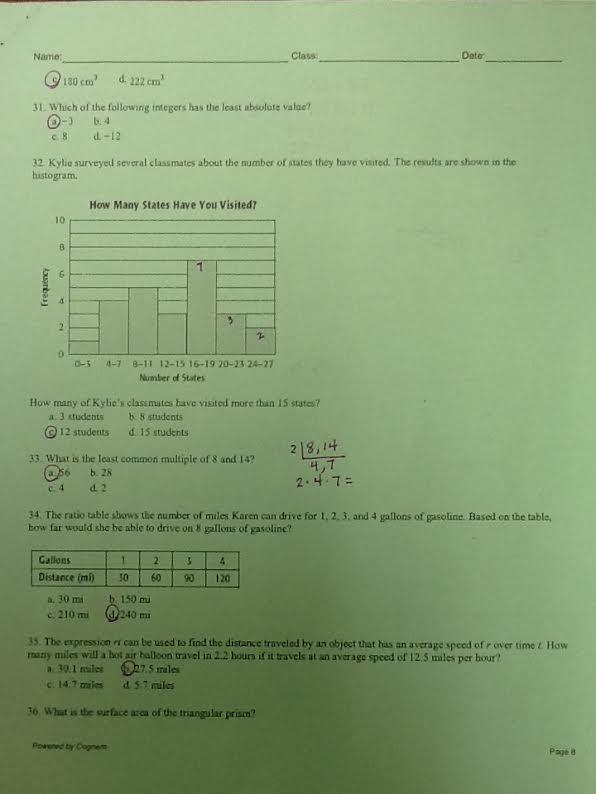 Name: Class: Date:
c. 180 cm³ d. 222 cm³
31. Which of the following integers has the least absolute value?
a. −3 b. 4
c. 8 d. −12
32. Kylie surveyed several classmates about the number of states they have visited. The results are shown in the
histogram.
How Many States Have You Visited?
10
8
6
4
2
0
Frequency
7
3
2
0–3 4–7 8–11 12–15 16–19 20–23 24–27
Number of States
How many of Kylie's classmates have visited more than 15 states?
a. 3 students b. 8 students
c. 12 students d. 15 students
33. What is the least common multiple of 8 and 14?
a. 56 b. 28
c. 4 d. 2
2 8, 14
4, 7
2 · 4 · 7 =
34. The ratio table shows the number of miles Karen can drive for 1, 2, 3, and 4 gallons of gasoline. Based on the table,
how far would she be able to drive on 8 gallons of gasoline?
Gallons 1 2 3 4
Distance (mi) 30 60 90 120
a. 30 mi b. 150 mi
c. 210 mi d. 240 mi
35. The expression rt can be used to find the distance traveled by an object that has an average speed of r over time t. How
many miles will a hot air balloon travel in 2.2 hours if it travels at an average speed of 12.5 miles per hour?
a. 39.1 miles b. 27.5 miles
c. 14.7 miles d. 5.7 miles
36. What is the surface area of the triangular prism?
Powered by Cognero
Page 8